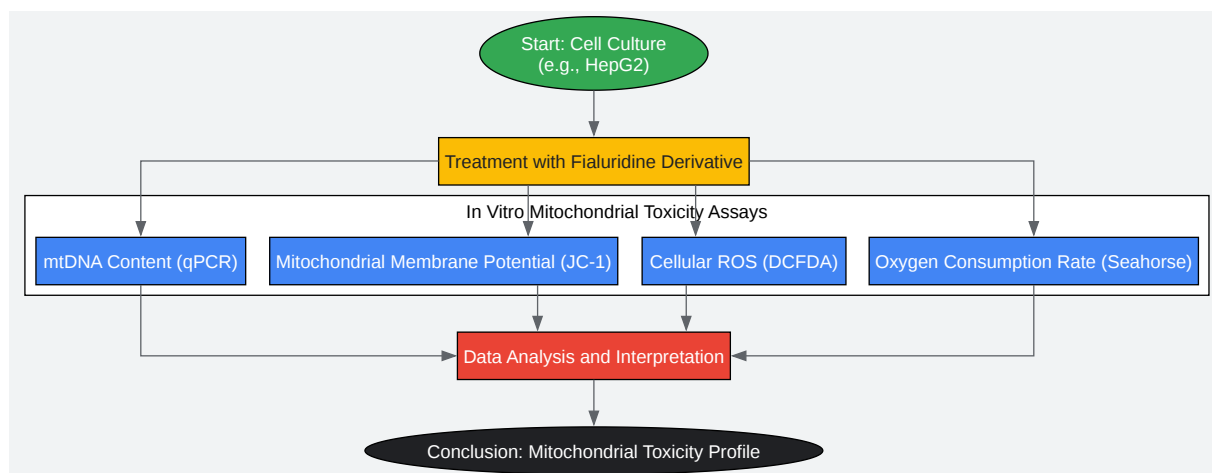 Start: Cell Culture
(e.g., HepG2)
Treatment with Fialuridine Derivative
In Vitro Mitochondrial Toxicity Assays
mtDNA Content (qPCR)
Mitochondrial Membrane Potential (JC-1)
Cellular ROS (DCFDA)
Oxygen Consumption Rate (Seahorse)
Data Analysis and Interpretation
Conclusion: Mitochondrial Toxicity Profile